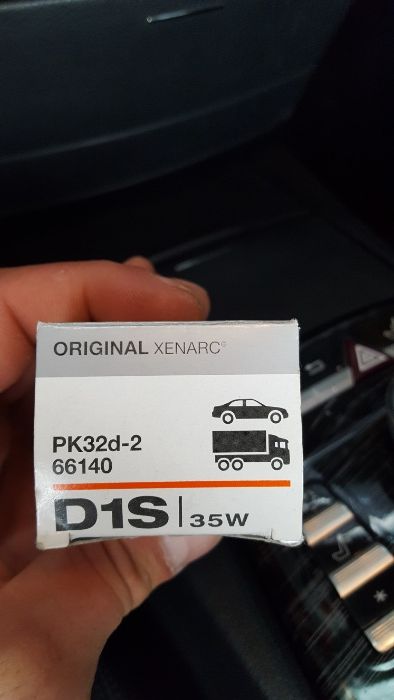 ORIGINAL XENARC®
PK32d-2
66140
D1S | 35W